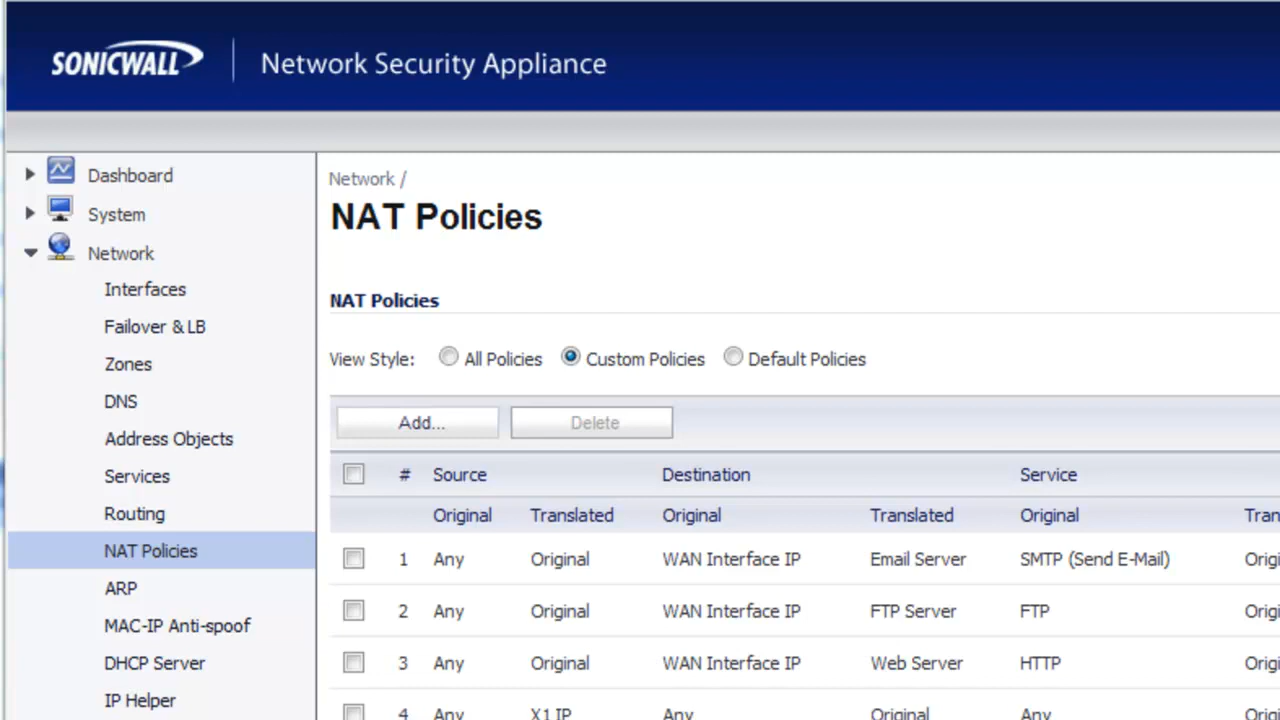 SONICWALL Network Security Appliance
Dashboard
System
Network
Interfaces
Failover & LB
Zones
DNS
Address Objects
Services
Routing
NAT Policies
ARP
MAC-IP Anti-spoof
DHCP Server
IP Helper
Network /
NAT Policies
NAT Policies
View Style: All Policies Custom Policies Default Policies
Add... Delete
# Source Destination Service
Original Translated Original Translated Original
1 Any Original WAN Interface IP Email Server SMTP (Send E-Mail)
2 Any Original WAN Interface IP FTP Server FTP
3 Any Original WAN Interface IP Web Server HTTP
4 Any X1 IP Any Original Any